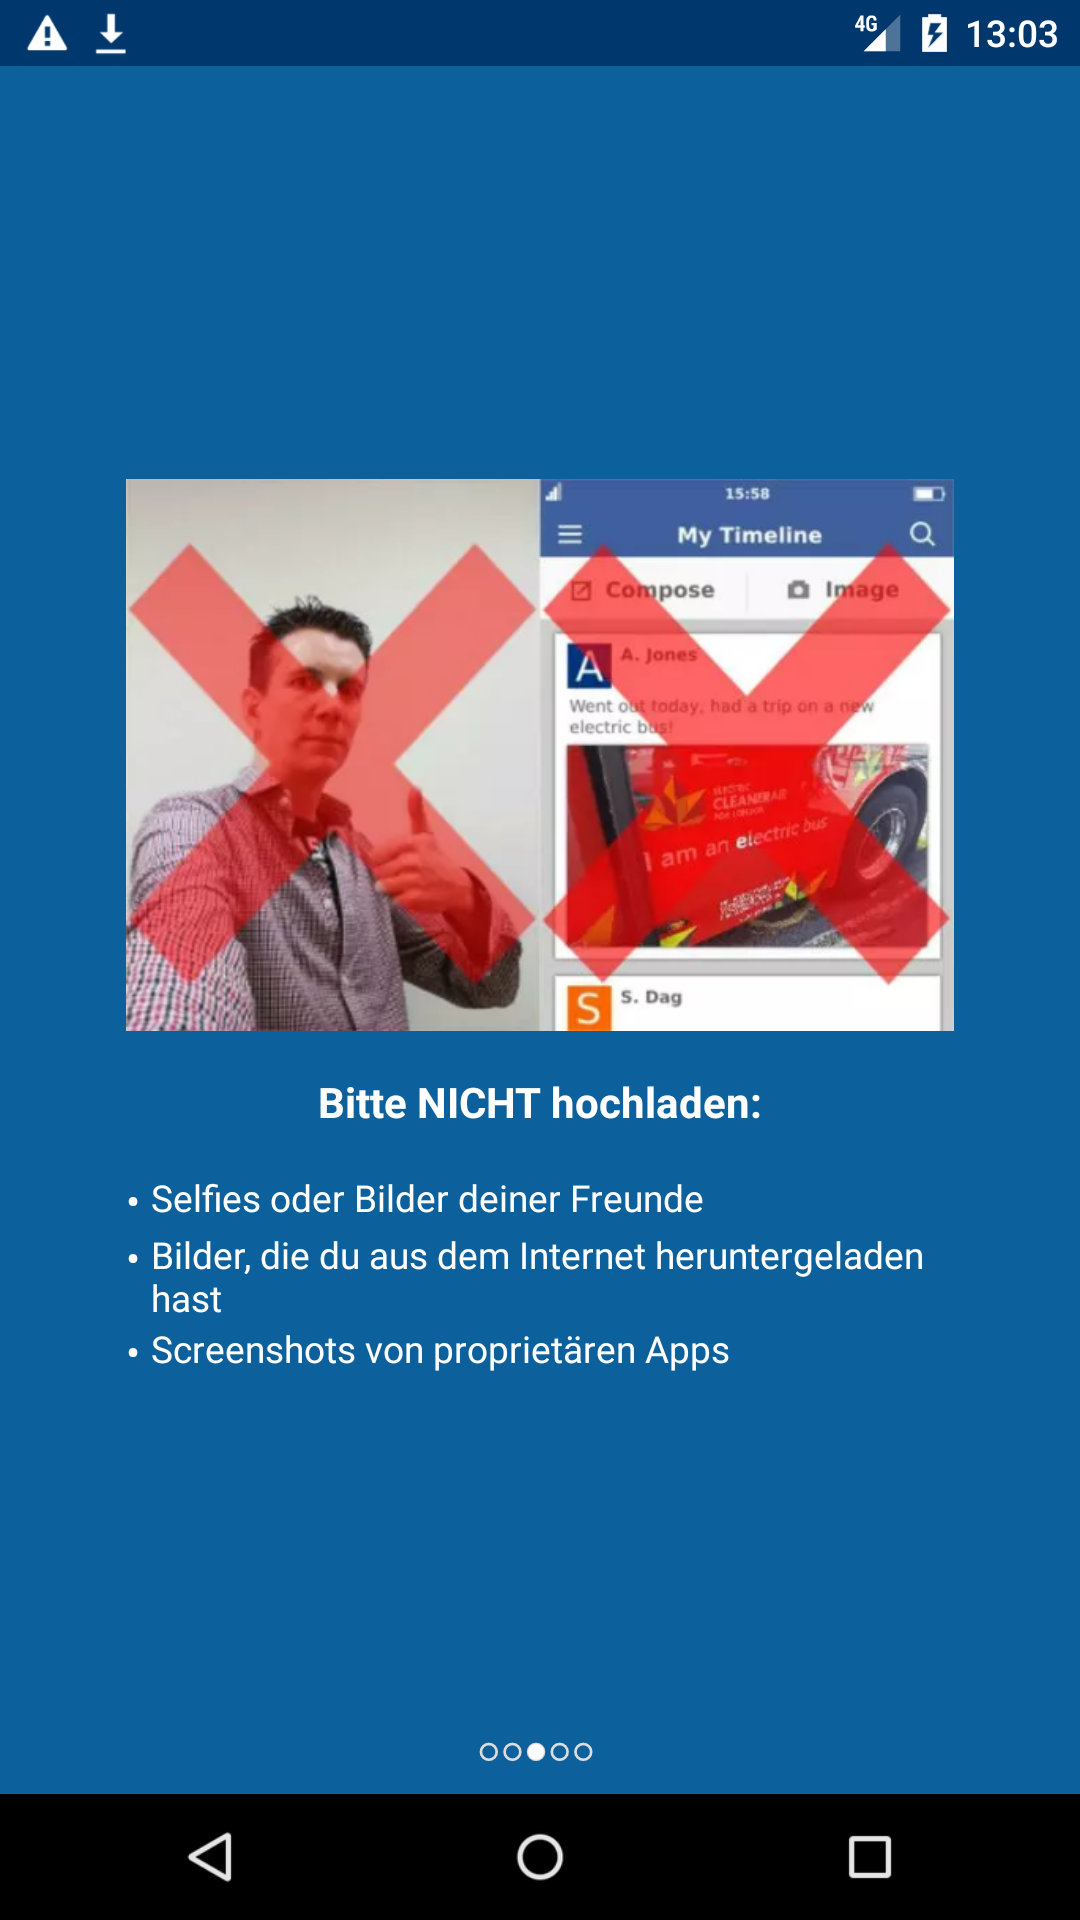 4G 13:03
15:58
My Timeline
Compose Image
A A. Jones
Went out today, had a trip on a new
electric bus!
ELECTRIC
CLEANERAIR
FOR LONDON
I am an electric bus
S S. Dag
Bitte NICHT hochladen:
• Selfies oder Bilder deiner Freunde
• Bilder, die du aus dem Internet heruntergeladen
hast
• Screenshots von proprietären Apps